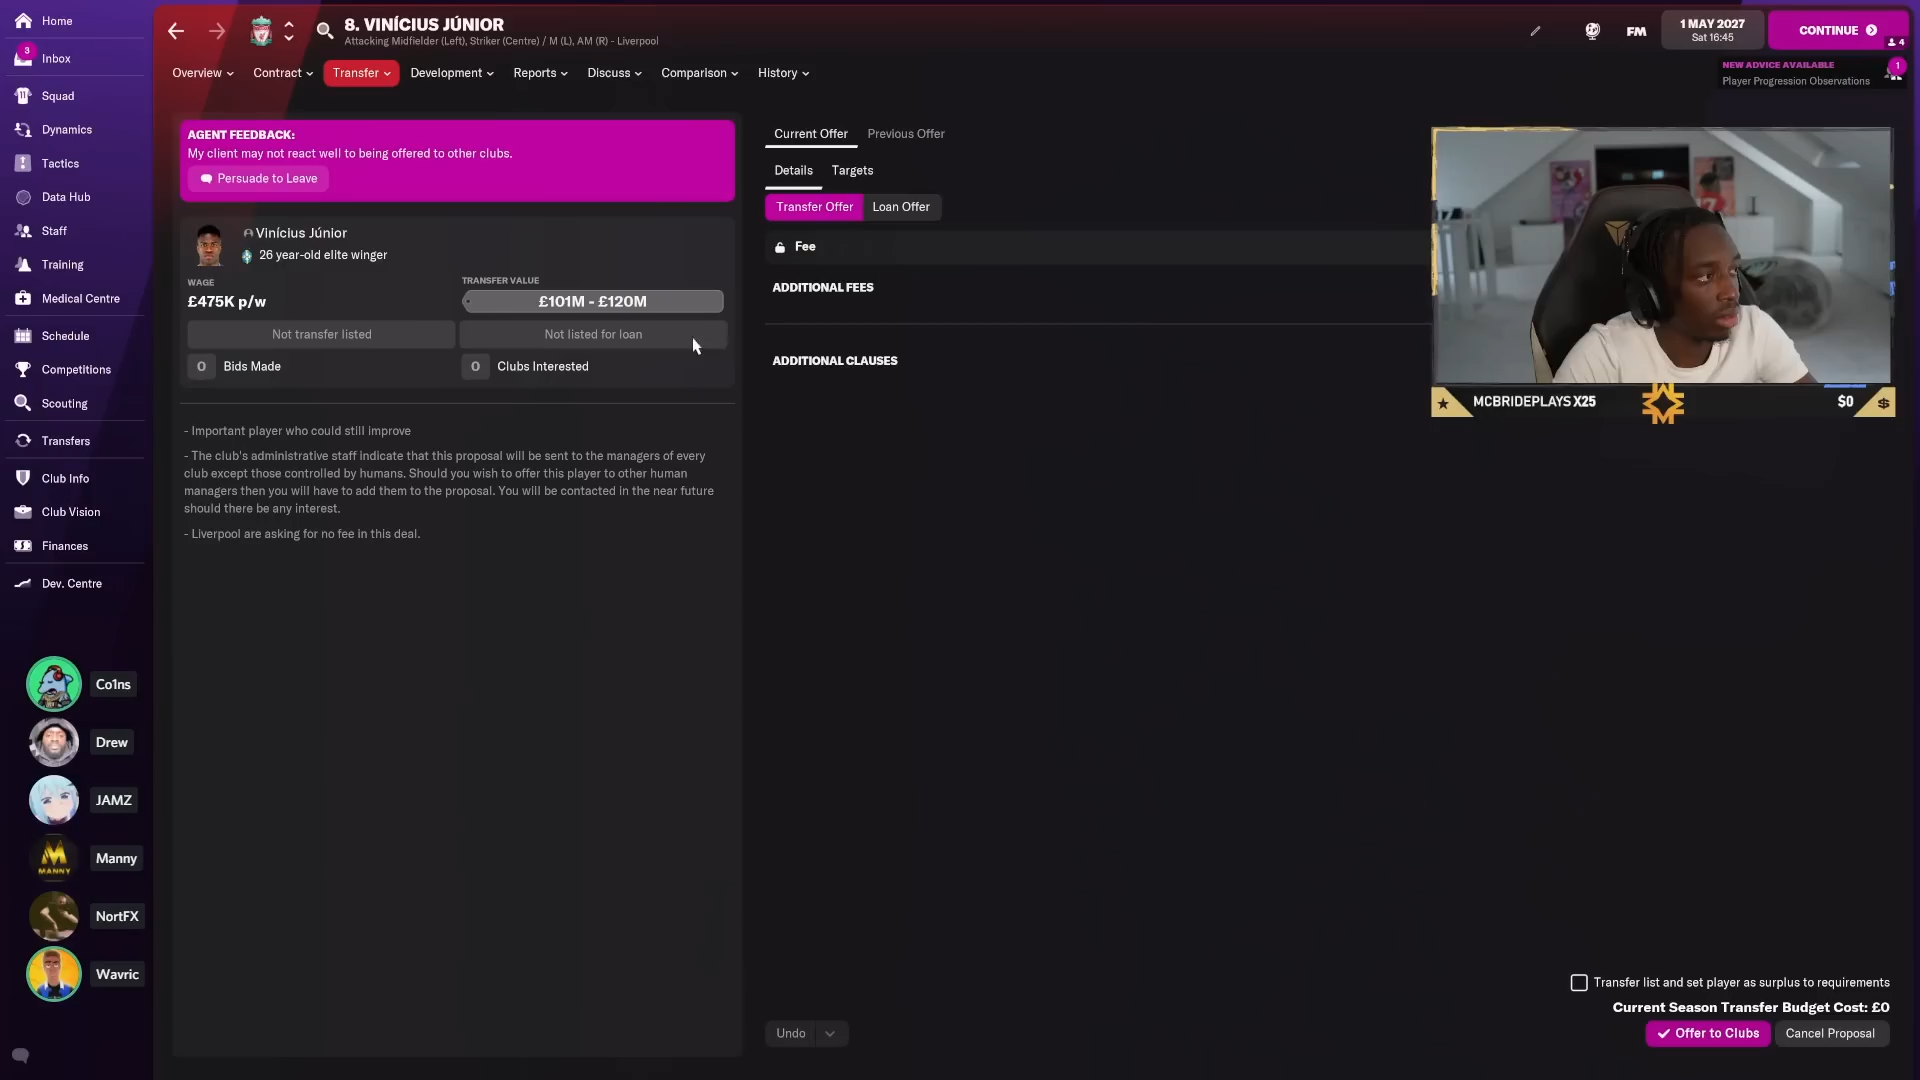 Home
3
Inbox
Squad
Dynamics
Tactics
Data Hub
Staff
Training
Medical Centre
Schedule
Competitions
Scouting
Transfers
Club Info
Club Vision
Finances
Dev. Centre
Co1ns
Drew
JAMZ
MANNY
Manny
NortFX
Wavric
8. VINÍCIUS JÚNIOR
Attacking Midfielder (Left), Striker (Centre) / M (L), AM (R) - Liverpool
FM
1 MAY 2027
Sat 16:45
CONTINUE
4
Overview
Contract
Transfer
Development
Reports
Discuss
Comparison
History
NEW ADVICE AVAILABLE
Player Progression Observations
1
AGENT FEEDBACK:
My client may not react well to being offered to other clubs.
Persuade to Leave
Vinícius Júnior
26 year-old elite winger
WAGE
£475K p/w
TRANSFER VALUE
£101M - £120M
Not transfer listed
Not listed for loan
0 Bids Made
0 Clubs Interested
- Important player who could still improve
- The club's administrative staff indicate that this proposal will be sent to the managers of every
club except those controlled by humans. Should you wish to offer this player to other human
managers then you will have to add them to the proposal. You will be contacted in the near future
should there be any interest.
- Liverpool are asking for no fee in this deal.
Current Offer
Previous Offer
Details
Targets
Transfer Offer
Loan Offer
Fee
ADDITIONAL FEES
ADDITIONAL CLAUSES
MCBRIDEPLAYS X25
$0
$
Undo
Transfer list and set player as surplus to requirements
Current Season Transfer Budget Cost: £0
Offer to Clubs
Cancel Proposal